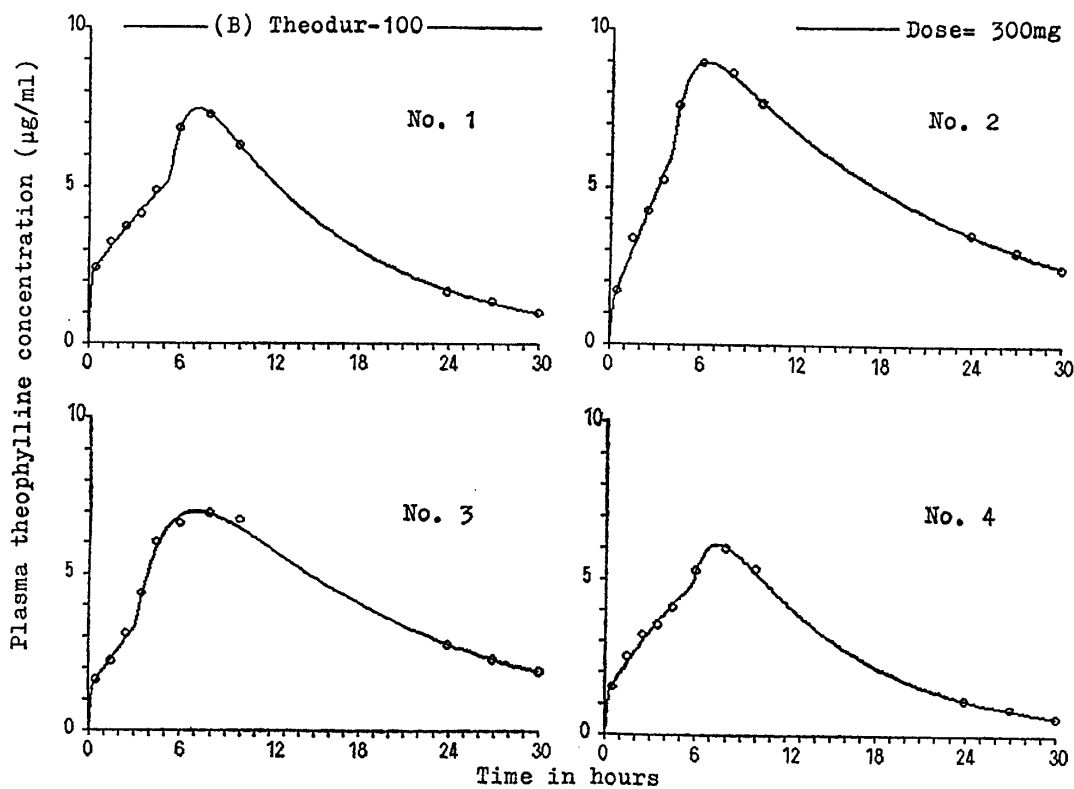 (B) Theodur-100
Dose= 300mg
Plasma theophylline concentration (µg/ml)
10
5
0
No. 1
0 6 12 18 24 30
10
5
0
No. 2
0 6 12 18 24 30
10
5
0
No. 3
0 6 12 18 24 30
10
5
0
No. 4
0 6 12 18 24 30
Time in hours